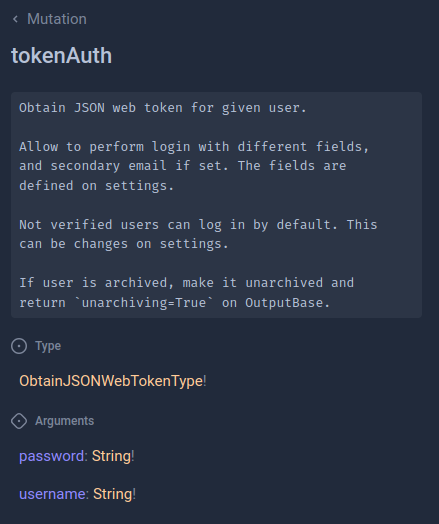 ‹ Mutation
tokenAuth
Obtain JSON web token for given user.
Allow to perform login with different fields,
and secondary email if set. The fields are
defined on settings.
Not verified users can log in by default. This
can be changes on settings.
If user is archived, make it unarchived and
return `unarchiving=True` on OutputBase.
Type
ObtainJSONWebTokenType!
Arguments
password: String!
username: String!